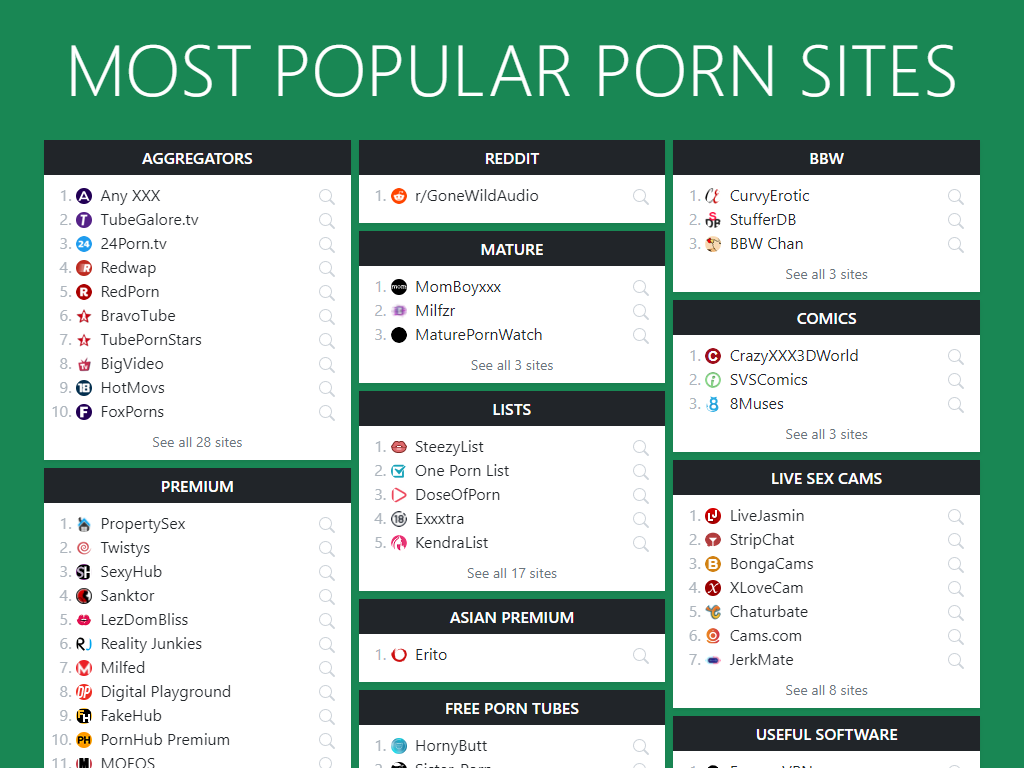 MOST POPULAR PORN SITES
AGGREGATORS
1. Any XXX
2. TubeGalore.tv
3. 24Porn.tv
4. Redwap
5. RedPorn
6. BravoTube
7. TubePornStars
8. BigVideo
9. HotMovs
10. FoxPorns
See all 28 sites
PREMIUM
1. PropertySex
2. Twistys
3. SexyHub
4. Sanktor
5. LezDomBliss
6. Reality Junkies
7. Milfed
8. Digital Playground
9. FakeHub
10. PornHub Premium
11. MOFOS
REDDIT
1. r/GoneWildAudio
MATURE
1. MomBoyxxx
2. Milfzr
3. MaturePornWatch
See all 3 sites
LISTS
1. SteezyList
2. One Porn List
3. DoseOfPorn
4. Exxxtra
5. KendraList
See all 17 sites
ASIAN PREMIUM
1. Erito
FREE PORN TUBES
1. HornyButt
BBW
1. CurvyErotic
2. StufferDB
3. BBW Chan
See all 3 sites
COMICS
1. CrazyXXX3DWorld
2. SVSComics
3. 8Muses
See all 3 sites
LIVE SEX CAMS
1. LiveJasmin
2. StripChat
3. BongaCams
4. XLoveCam
5. Chaturbate
6. Cams.com
7. JerkMate
See all 8 sites
USEFUL SOFTWARE